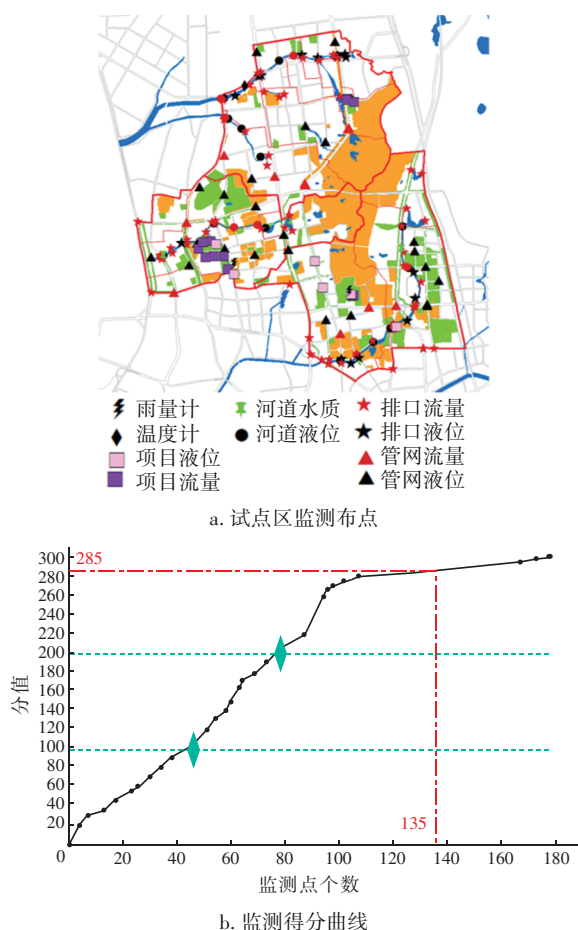 雨量计 河道水质 排口流量
温度计 河道液位 排口液位
项目液位 管网流量
项目流量 管网液位
a. 试点区监测布点
300
280
260
240
220
200
180
160
140
120
100
80
60
40
20
0 20 40 60 80 100 120 140 160 180
285
135
分值
监测点个数
b. 监测得分曲线